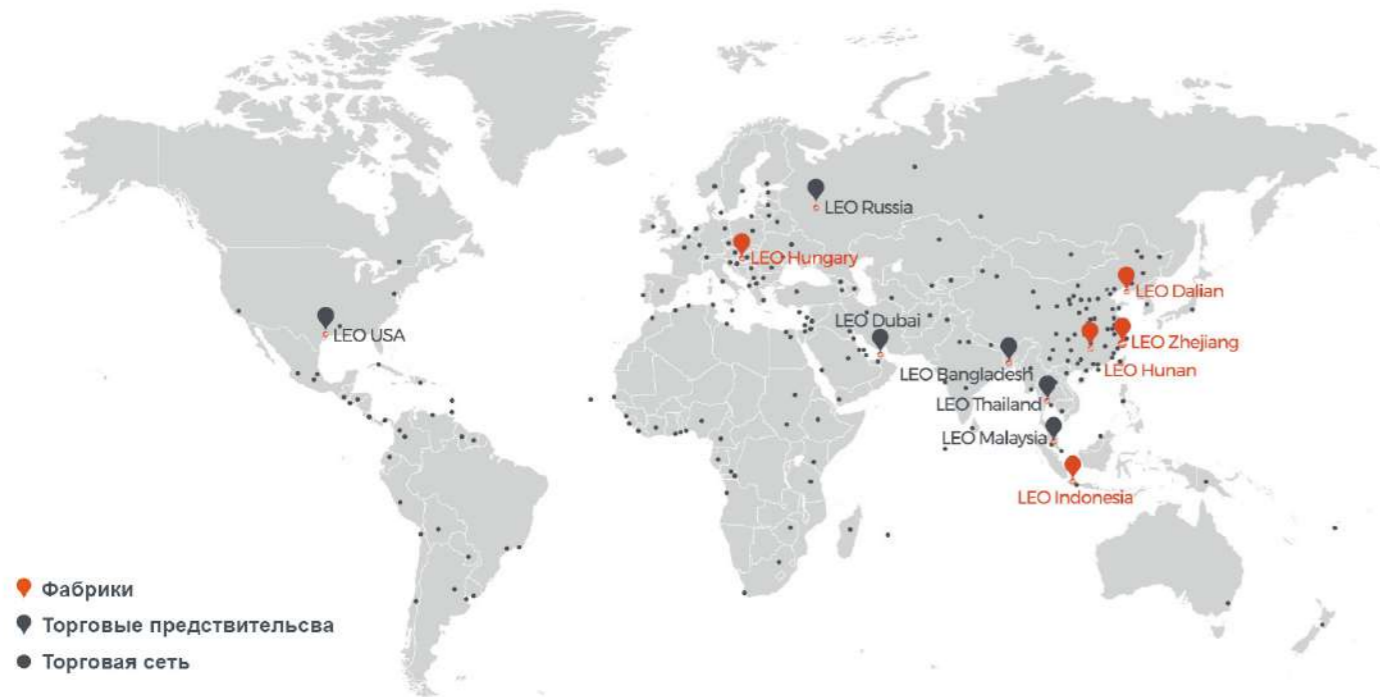 LEO Russia
LEO Hungary
LEO Dalian
LEO Dubai
LEO USA
LEO Zhejiang
LEO Hunan
LEO Bangladesh
LEO Thailand
LEO Malaysia
LEO Indonesia
Фабрики
Торговые предствительсва
Торговая сеть